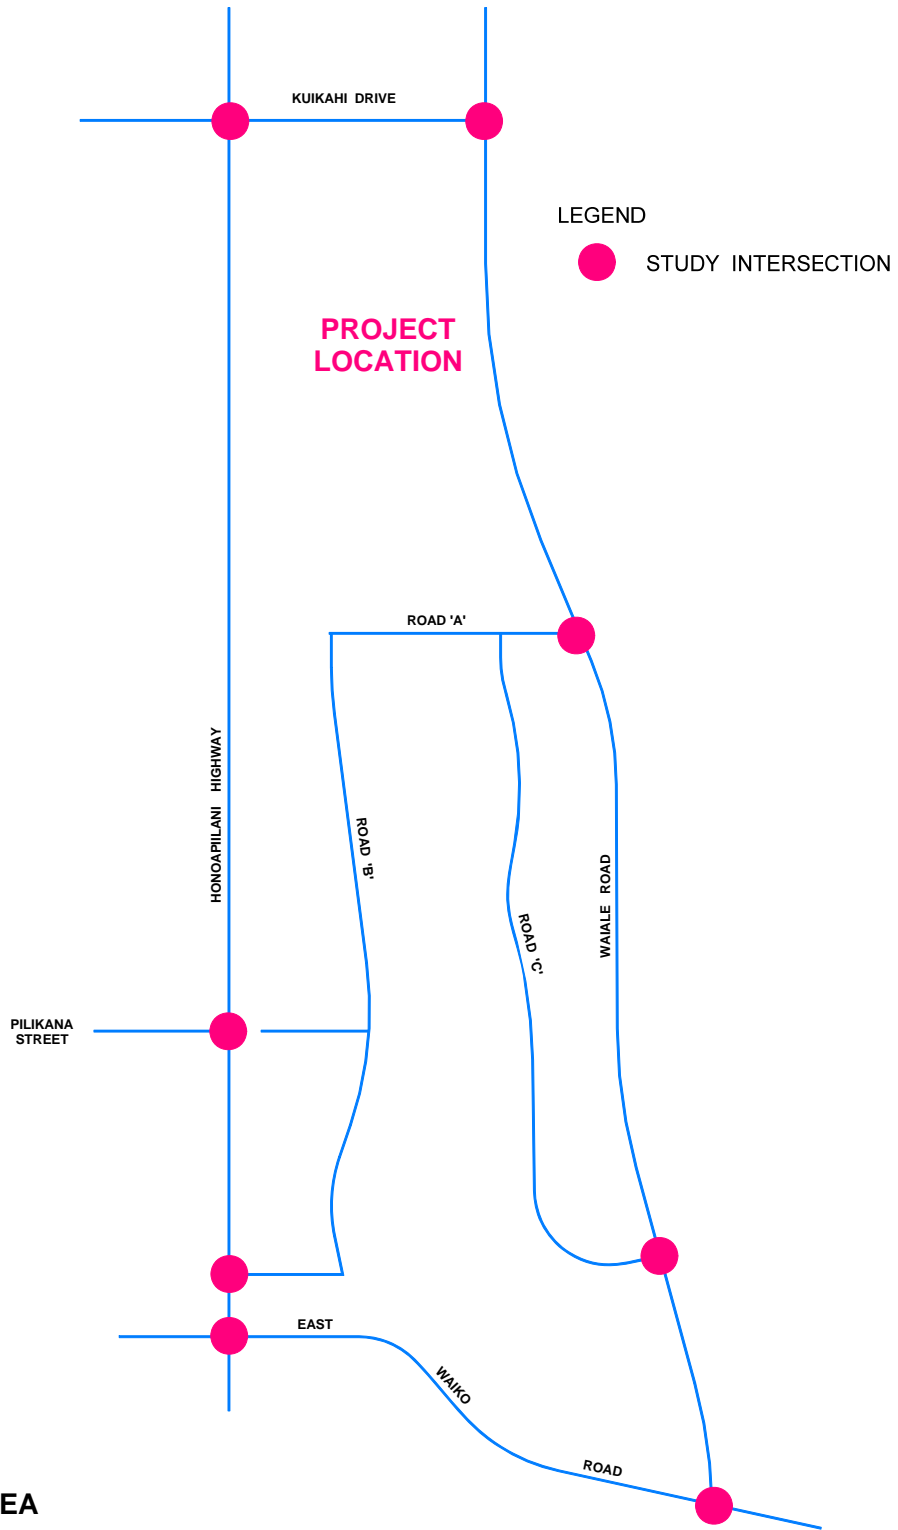 KUIKAHI DRIVE
LEGEND
STUDY INTERSECTION
PROJECT
LOCATION
ROAD 'A'
HONOAPIILANI HIGHWAY
ROAD 'B'
WAIALE ROAD
ROAD 'C'
PILIKANA
STREET
EAST
WAIKO
ROAD
EA